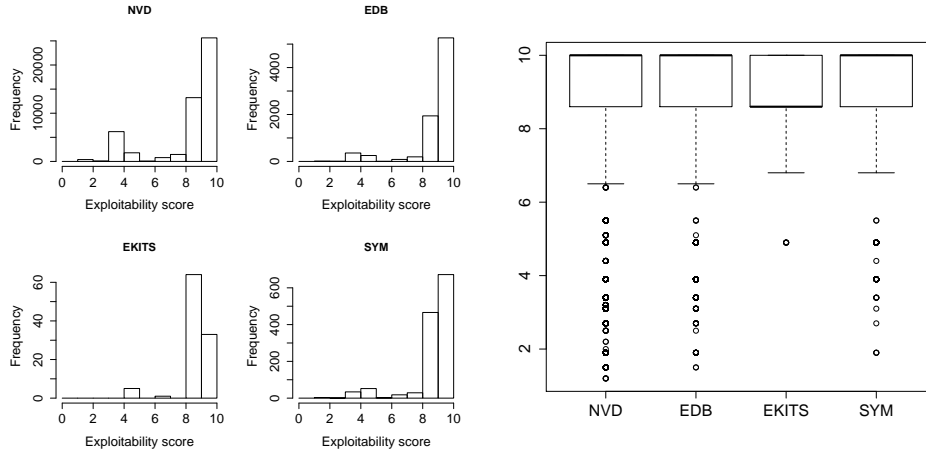 NVD
Frequency
0 10000 20000
0 2 4 6 8 10
Exploitability score
EDB
Frequency
0 2000 4000
0 2 4 6 8 10
Exploitability score
EKITS
Frequency
0 20 40 60
0 2 4 6 8 10
Exploitability score
SYM
Frequency
0 200 400 600
0 2 4 6 8 10
Exploitability score
10
8
6
4
2
NVD EDB EKITS SYM